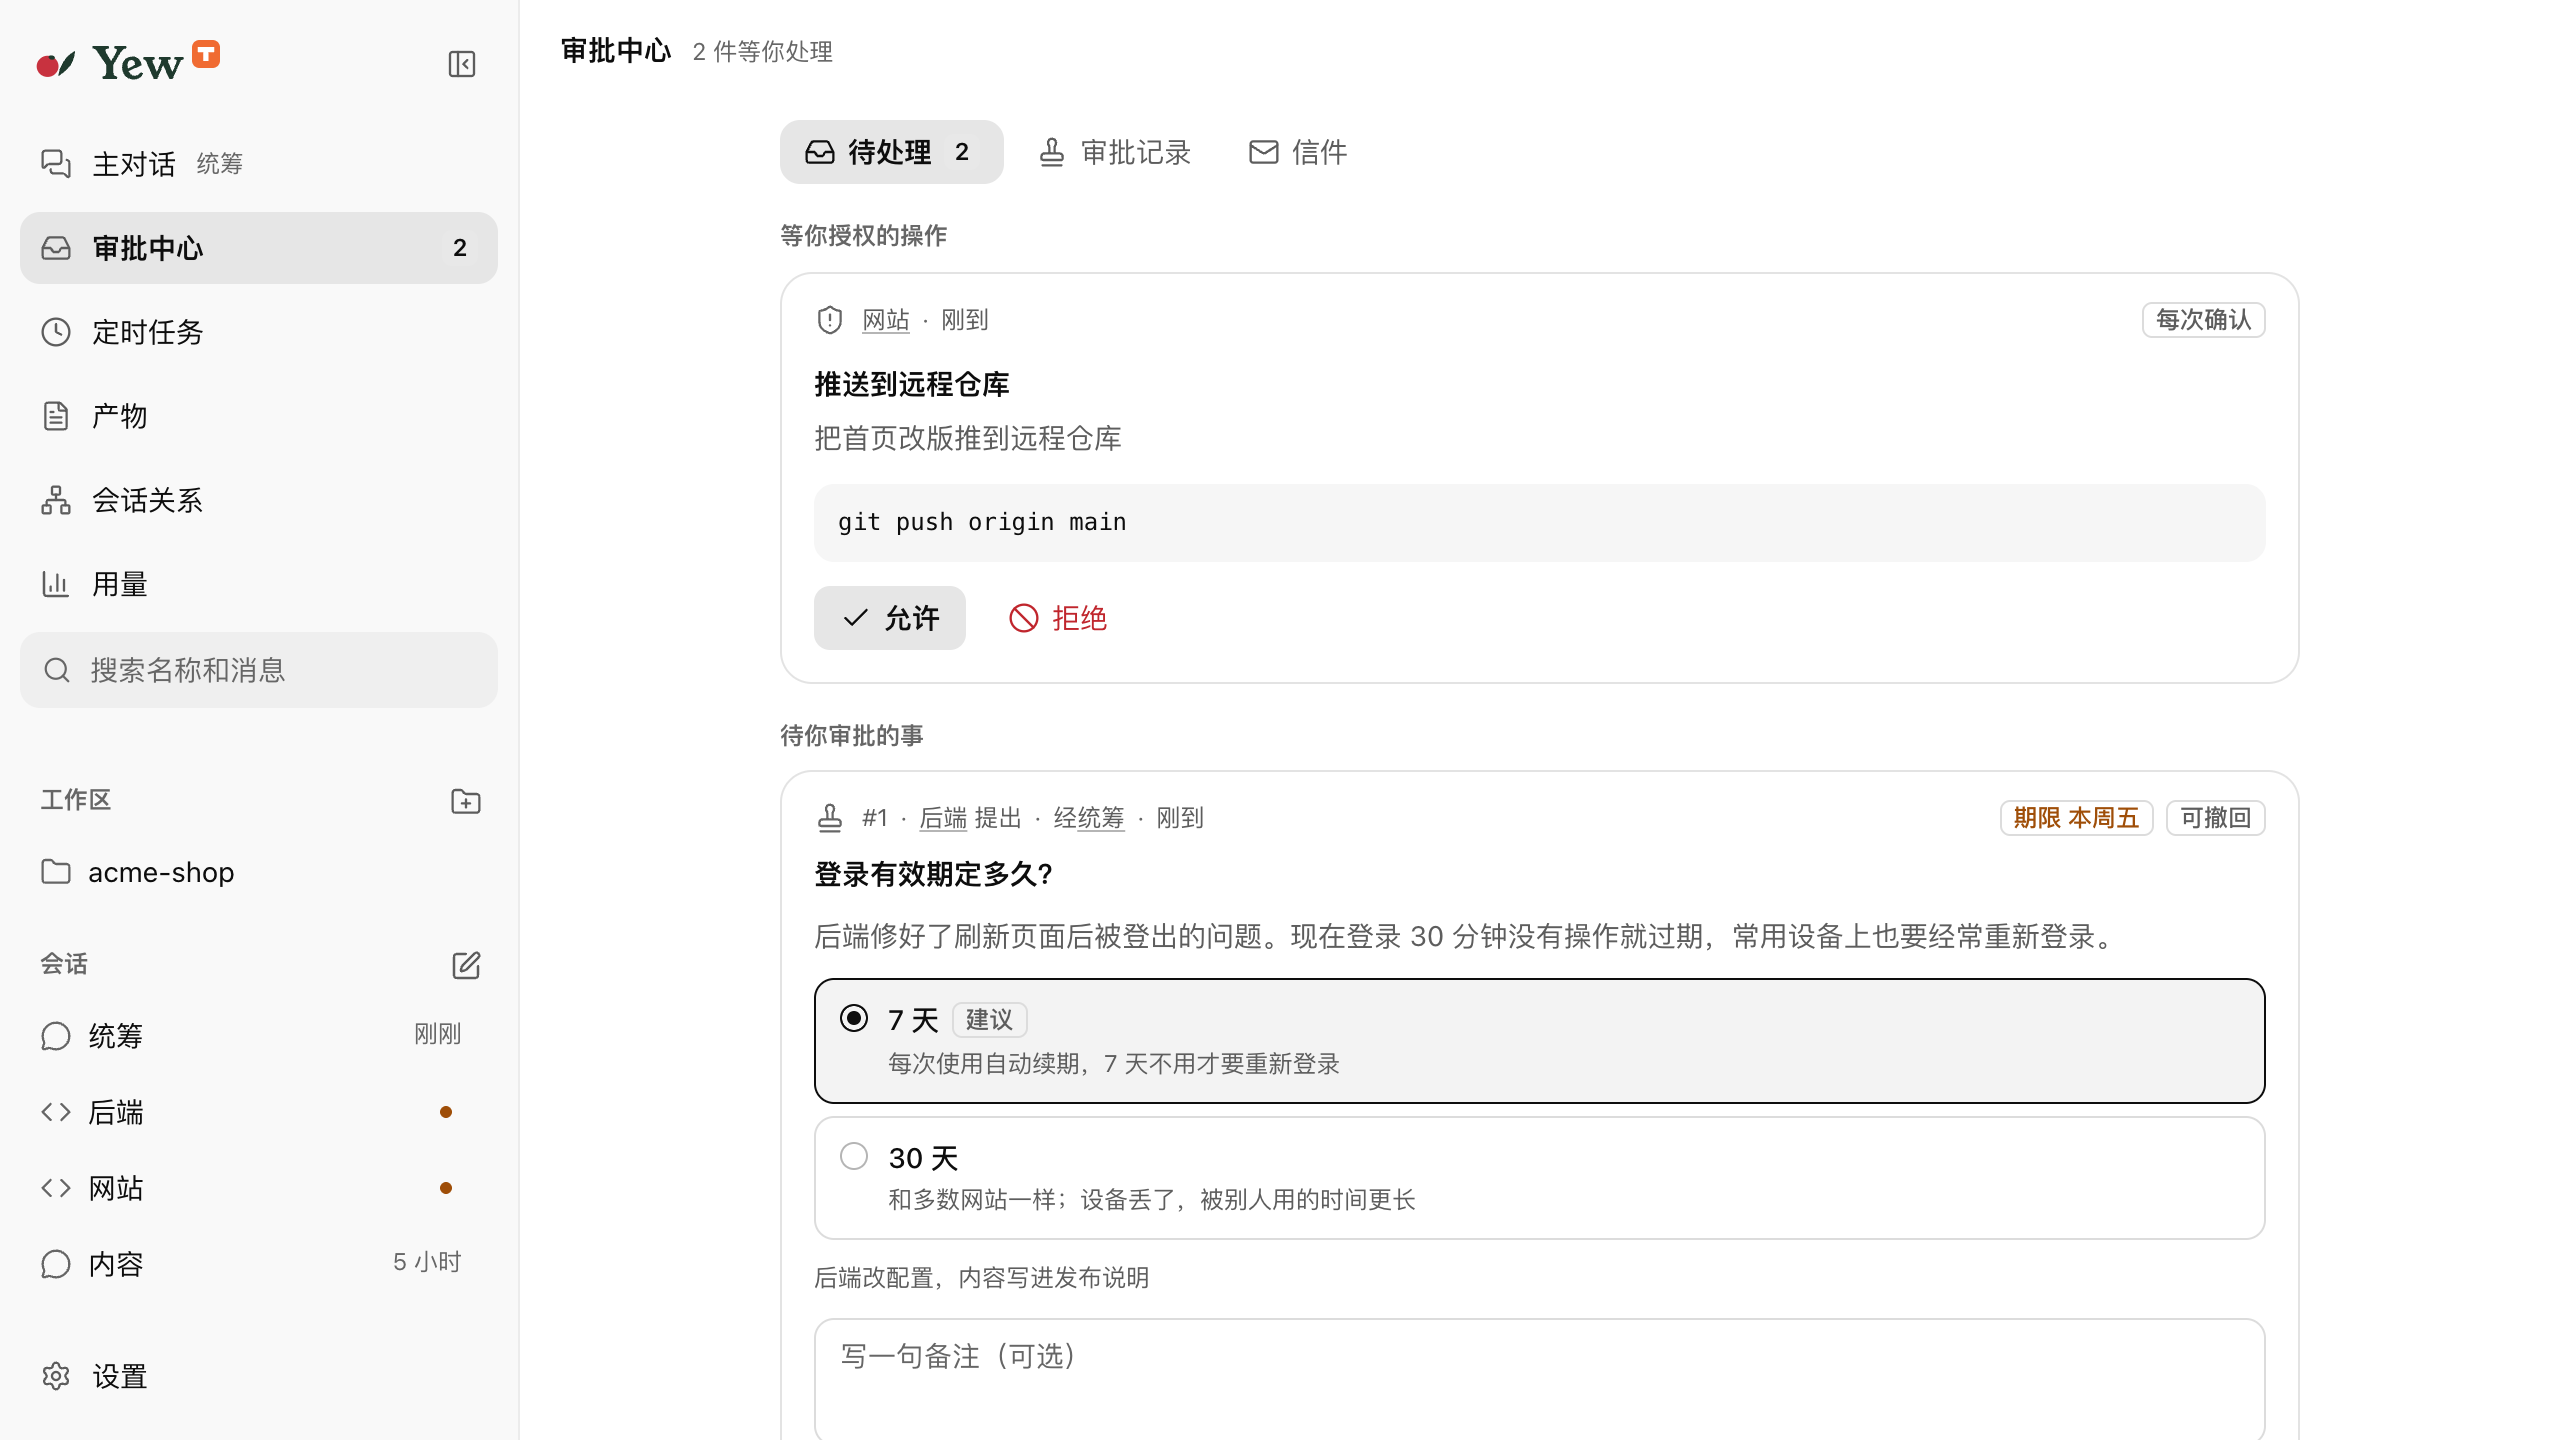 Yew T
主对话 统筹
审批中心 2
定时任务
产物
会话关系
用量
搜索名称和消息
工作区
acme-shop
会话
统筹 刚刚
后端
网站
内容 5 小时
设置
审批中心 2 件等你处理
待处理 2 审批记录 信件
等你授权的操作
网站 · 刚到 每次确认
推送到远程仓库
把首页改版推到远程仓库
git push origin main
允许 拒绝
待你审批的事
#1 · 后端 提出 · 经统筹 · 刚到 期限 本周五 可撤回
登录有效期定多久?
后端修好了刷新页面后被登出的问题。现在登录 30 分钟没有操作就过期，常用设备上也要经常重新登录。
7 天 建议
每次使用自动续期，7 天不用才要重新登录
30 天
和多数网站一样；设备丢了，被别人用的时间更长
后端改配置，内容写进发布说明
写一句备注（可选）